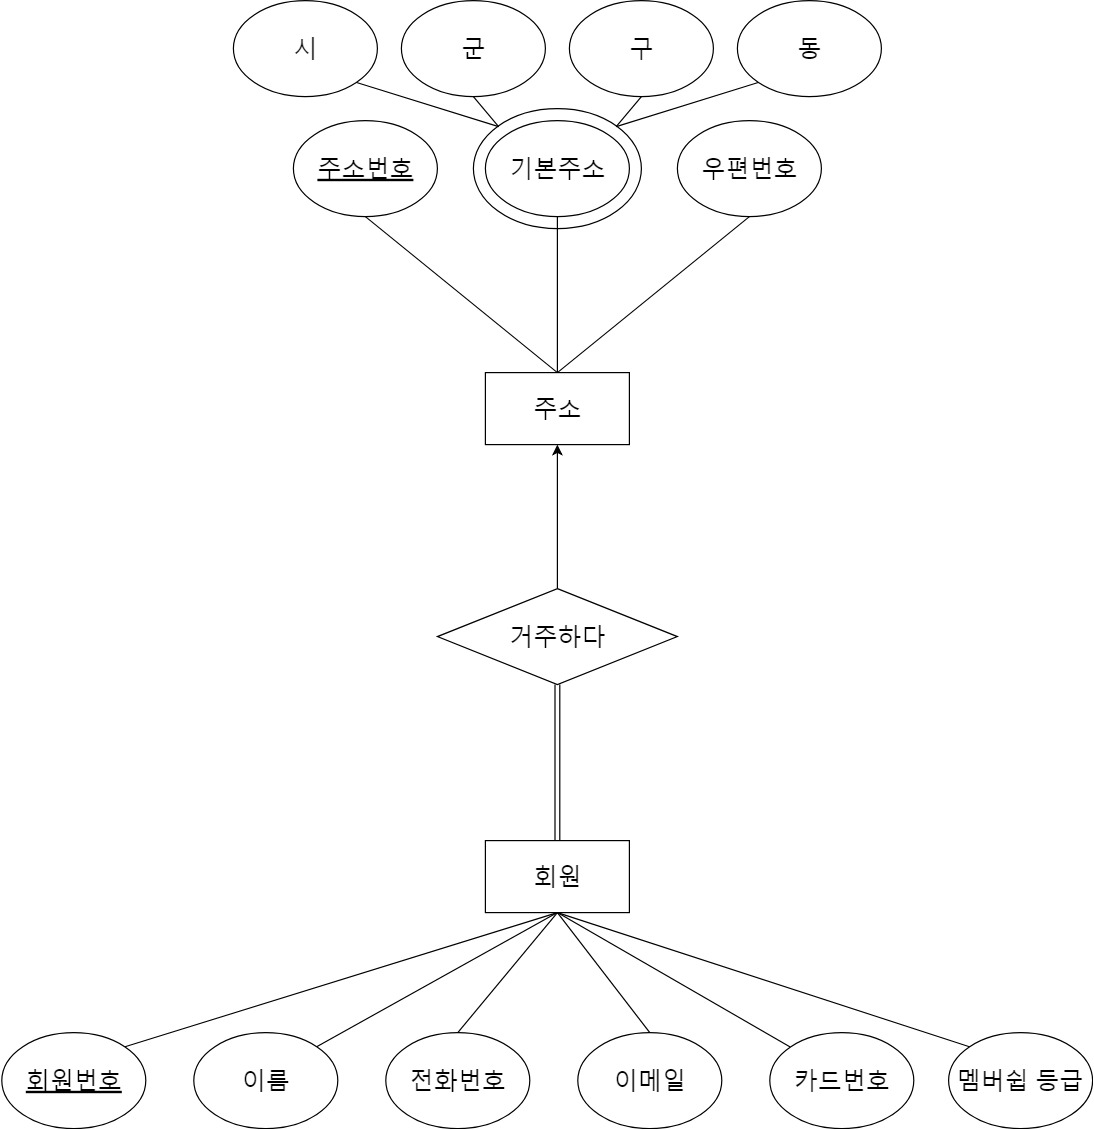 시
군
구
동
주소번호
기본주소
우편번호
주소
거주하다
회원
회원번호
이름
전화번호
이메일
카드번호
멤버쉽 등급